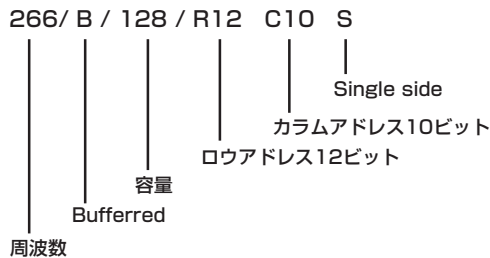 266/ B / 128 / R12 C10 S
Single side
カラムアドレス10ビット
ロウアドレス12ビット
容量
Bufferred
周波数